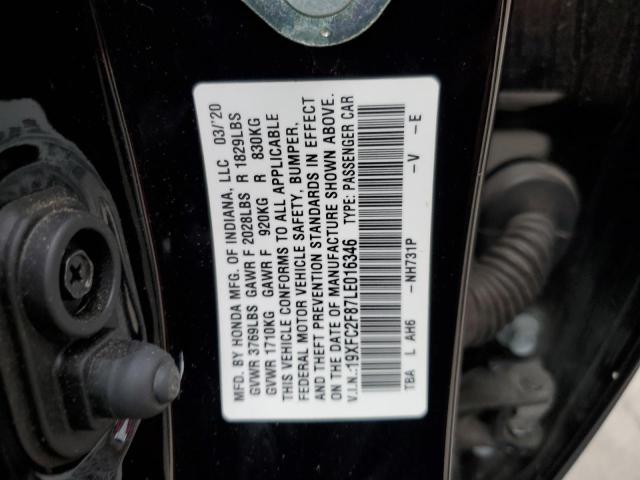 MFD. BY HONDA MFG. OF INDIANA, LLC 03/'20
GVWR 3769LBS GAWR F 2028LBS R 1829LBS
GVWR 1710KG GAWR F 920KG R 830KG
THIS VEHICLE CONFORMS TO ALL APPLICABLE
FEDERAL MOTOR VEHICLE SAFETY, BUMPER,
AND THEFT PREVENTION STANDARDS IN EFFECT
ON THE DATE OF MANUFACTURE SHOWN ABOVE.
V.I.N.:19XFC2F87LE016346 TYPE: PASSENGER CAR
TBA L AH6 -NH731P -V -E